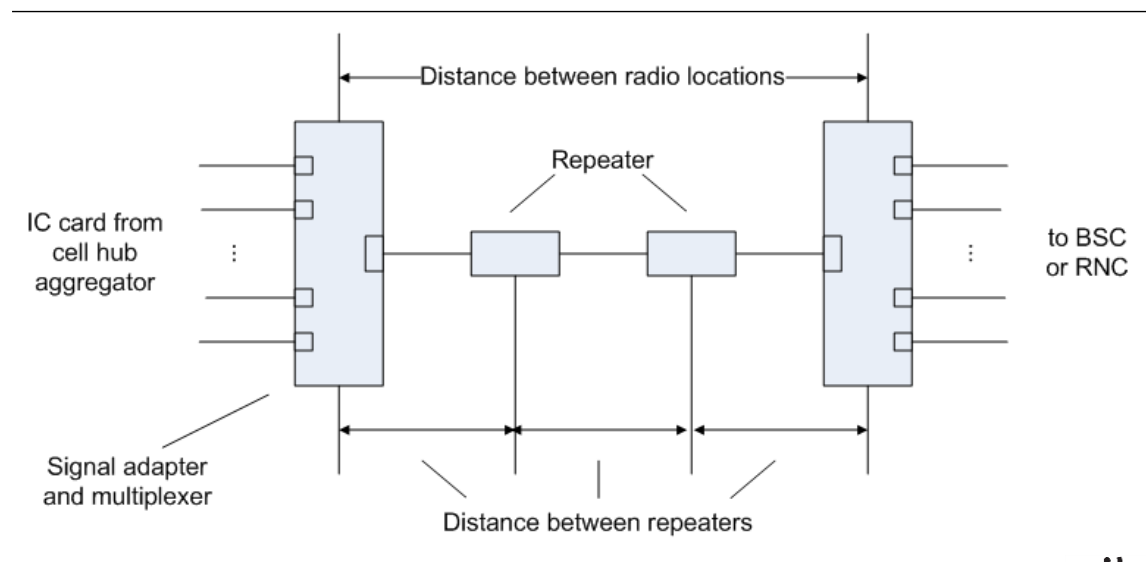 Distance between radio locations
Repeater
IC card from
cell hub
aggregator
to BSC
or RNC
Signal adapter
and multiplexer
Distance between repeaters